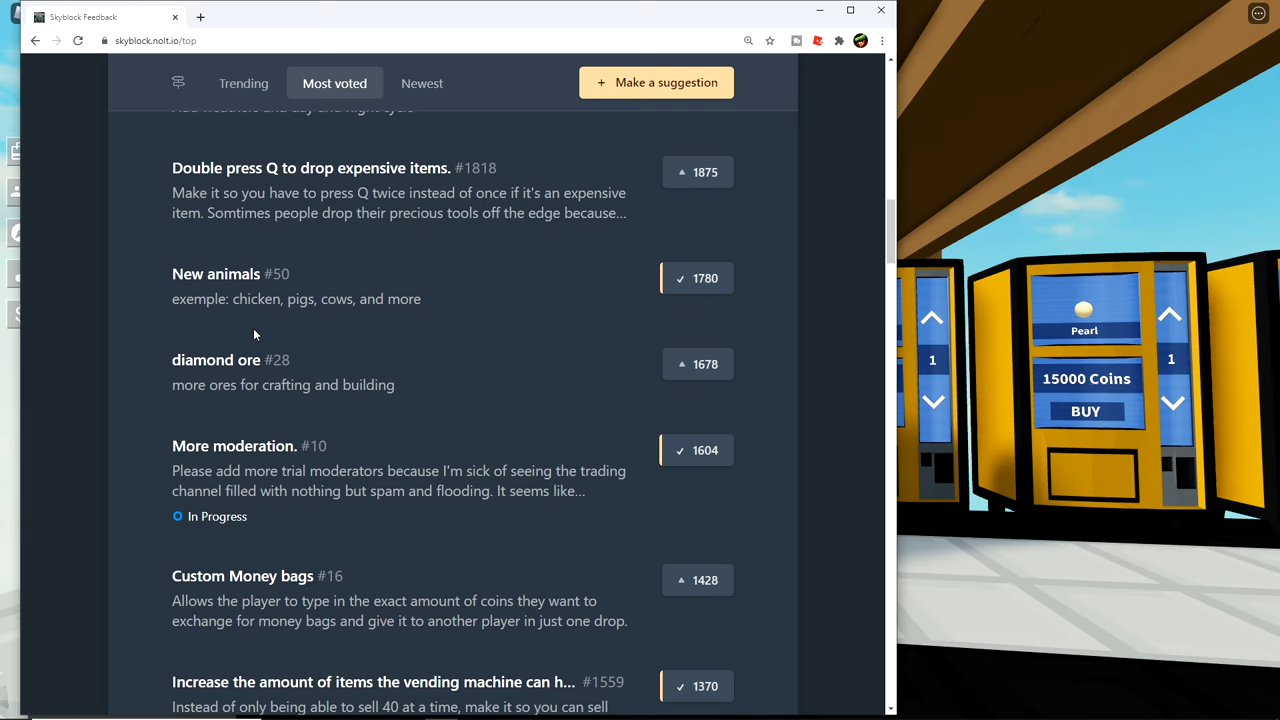 Skyblock Feedback
skyblock.nolt.io/top
Trending
Most voted
Newest
+ Make a suggestion
Add weathers and day and night cycle
Double press Q to drop expensive items. #1818
1875
Make it so you have to press Q twice instead of once if it's an expensive
item. Somtimes people drop their precious tools off the edge because...
New animals #50
1780
exemple: chicken, pigs, cows, and more
diamond ore #28
1678
more ores for crafting and building
More moderation. #10
1604
Please add more trial moderators because I'm sick of seeing the trading
channel filled with nothing but spam and flooding. It seems like...
In Progress
Custom Money bags #16
1428
Allows the player to type in the exact amount of coins they want to
exchange for money bags and give it to another player in just one drop.
Increase the amount of items the vending machine can h... #1559
1370
Instead of only being able to sell 40 at a time, make it so you can sell
1
Pearl
15000 Coins
BUY
1